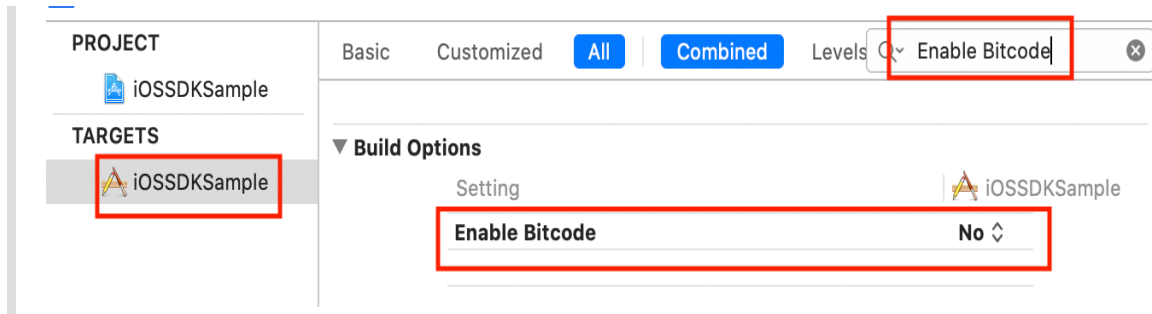 PROJECT
iOSSDKSample
TARGETS
iOSSDKSample
Basic Customized All Combined Levels Enable Bitcode
Build Options
Setting iOSSDKSample
Enable Bitcode No